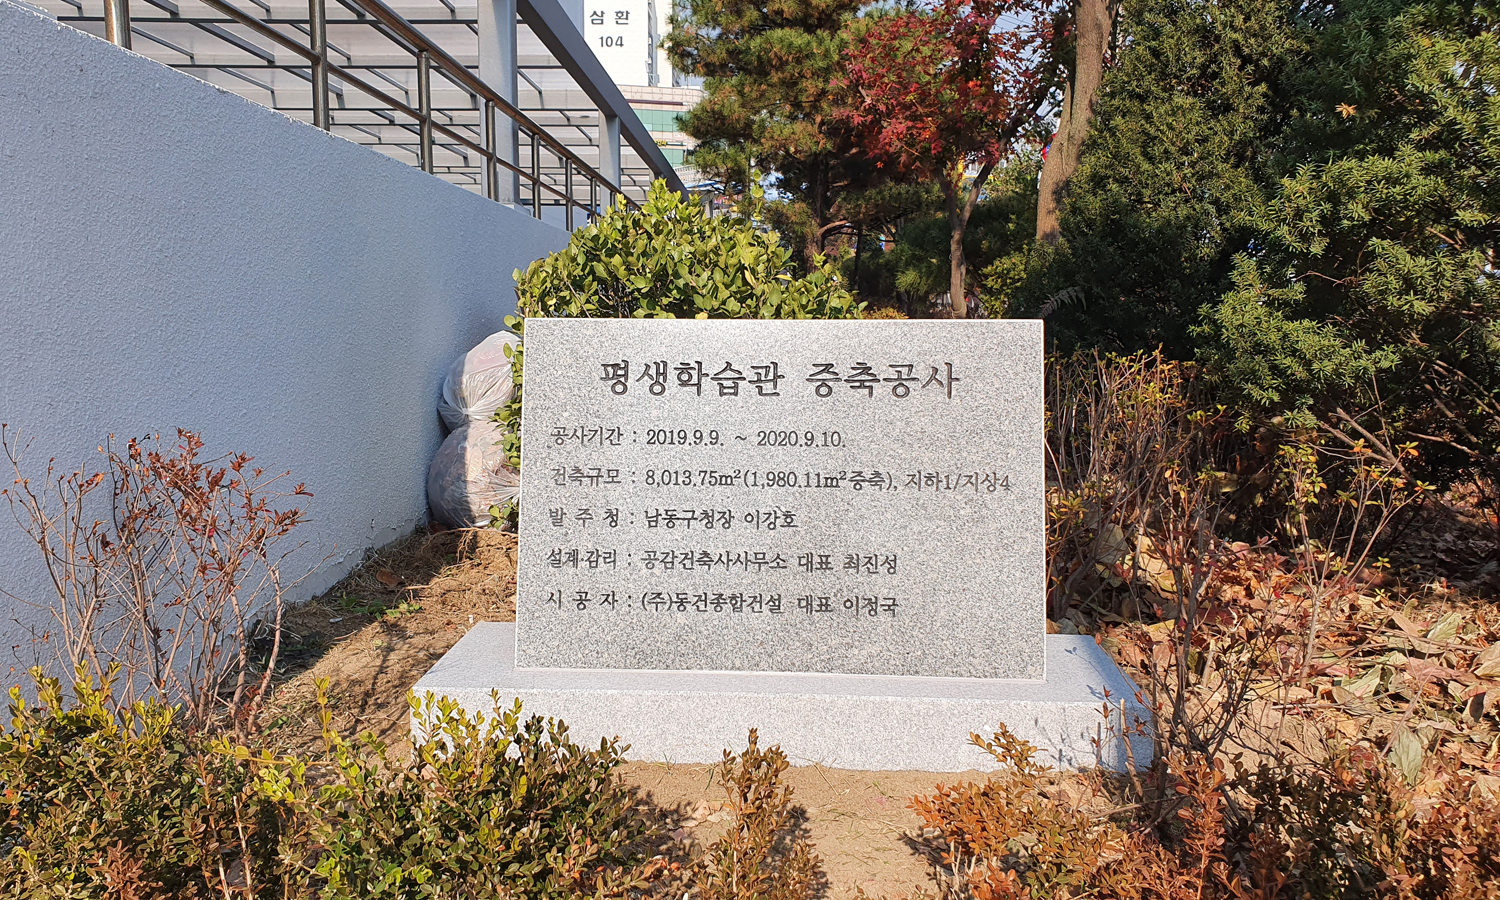 삼환
104
평생학습관 증축공사
공사기간 : 2019.9.9. ~ 2020.9.10.
건축규모 : 8,013.75m²(1,980.11m²증축), 지하1/지상4
발 주 청 : 남동구청장 이강호
설계·감리 : 공감건축사사무소 대표 최진성
시 공 자 : (주)동건종합건설 대표 이정국